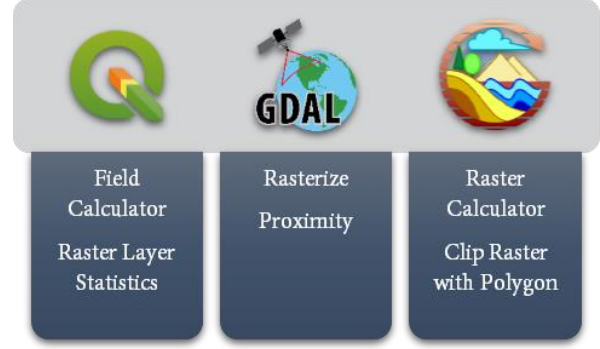 GDAL
Field
Calculator
Raster Layer
Statistics
Rasterize
Proximity
Raster
Calculator
Clip Raster
with Polygon